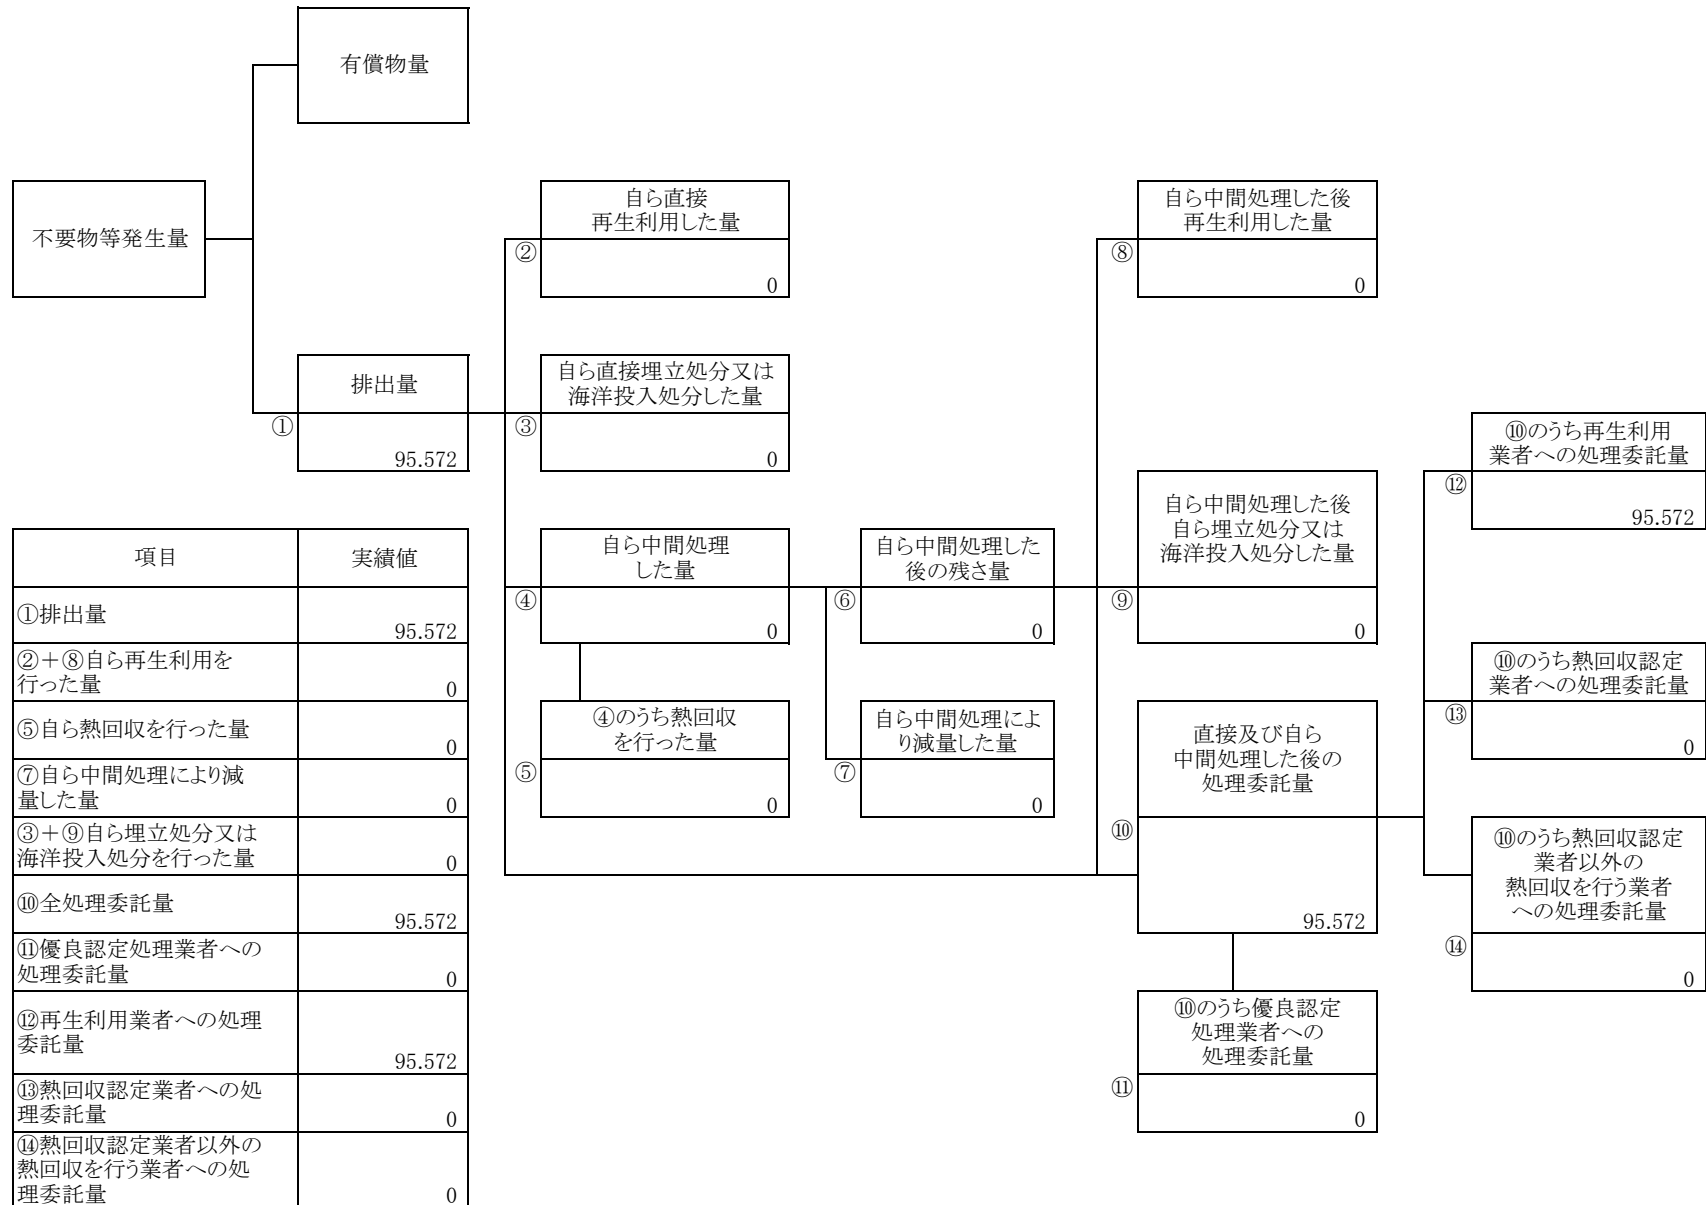 有償物量
不要物等発生量
自ら直接
再生利用した量
②
0
自ら中間処理した後
再生利用した量
⑧
0
排出量
①
95.572
自ら直接埋立処分又は
海洋投入処分した量
③
0
⑩のうち再生利用
業者への処理委託量
⑫
95.572
自ら中間処理
した量
④
0
自ら中間処理した
後の残さ量
⑥
0
自ら中間処理した後
自ら埋立処分又は
海洋投入処分した量
⑨
0
⑩のうち熱回収認定
業者への処理委託量
⑬
0
④のうち熱回収
を行った量
⑤
0
自ら中間処理によ
り減量した量
⑦
0
直接及び自ら
中間処理した後の
処理委託量
⑩
95.572
⑩のうち熱回収認定
業者以外の
熱回収を行う業者
への処理委託量
⑭
0
⑩のうち優良認定
処理業者への
処理委託量
⑪
0
項目 実績値
①排出量
95.572
②+⑧自ら再生利用を
行った量
0
⑤自ら熱回収を行った量
0
⑦自ら中間処理により減
量した量
0
③+⑨自ら埋立処分又は
海洋投入処分を行った量
0
⑩全処理委託量
95.572
⑪優良認定処理業者への
処理委託量
0
⑫再生利用業者への処理
委託量
95.572
⑬熱回収認定業者への処
理委託量
0
⑭熱回収認定業者以外の
熱回収を行う業者への処
理委託量
0